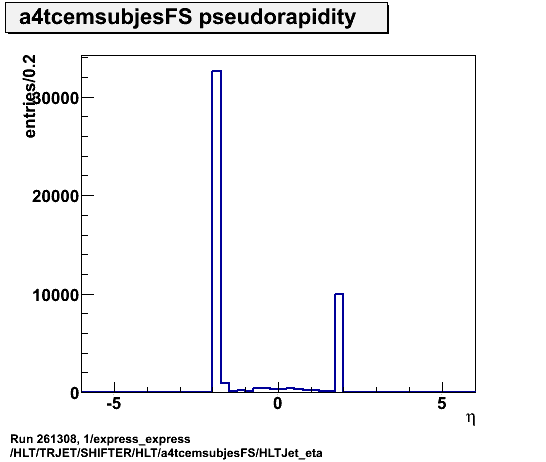 a4tcemsubjesFS pseudorapidity
entries/0.2
30000
20000
10000
0
-5
0
5
η
Run 261308, 1/express_express
/HLT/TRJET/SHIFTER/HLT/a4tcemsubjesFS/HLTJet_eta